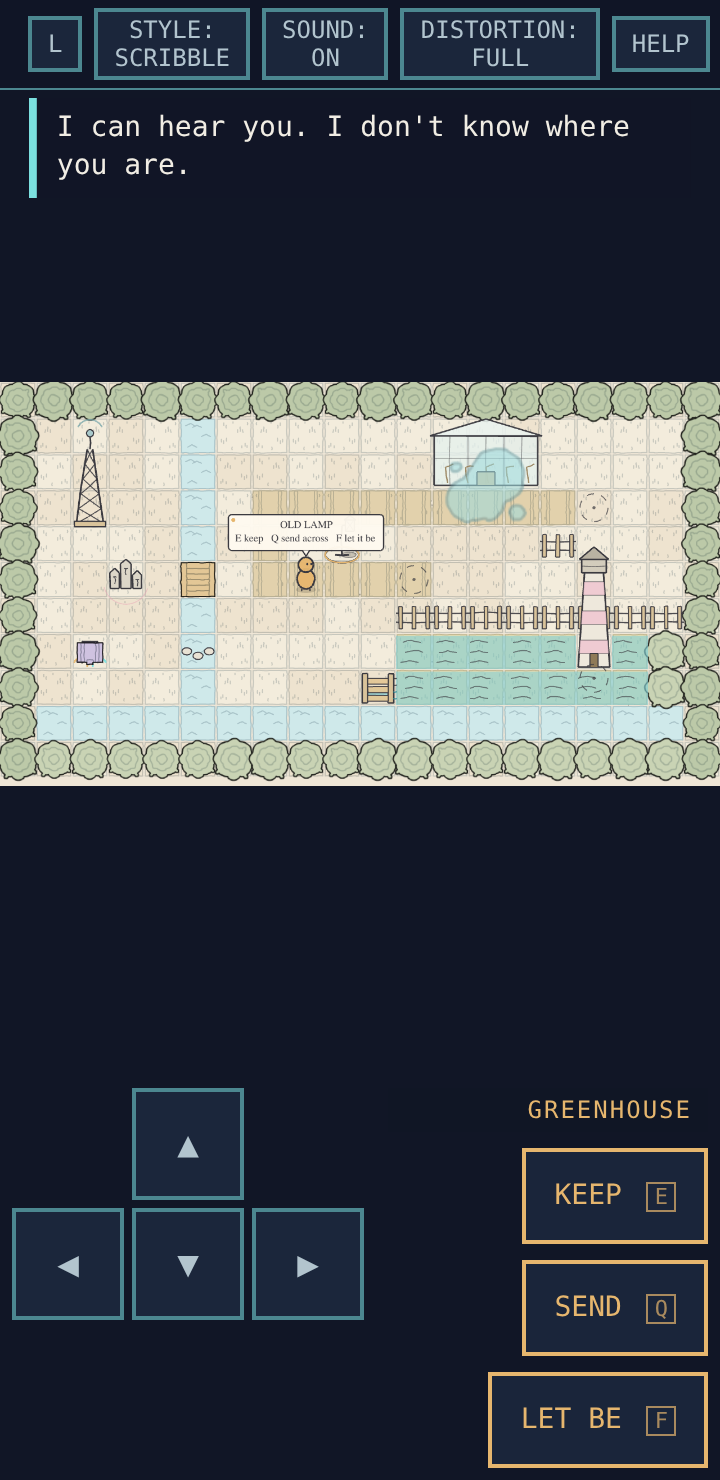 L
STYLE:
SCRIBBLE
SOUND:
ON
DISTORTION:
FULL
HELP
I can hear you. I don't know where
you are.
OLD LAMP
E keep Q send across F let it be
GREENHOUSE
KEEP E
SEND Q
LET BE F